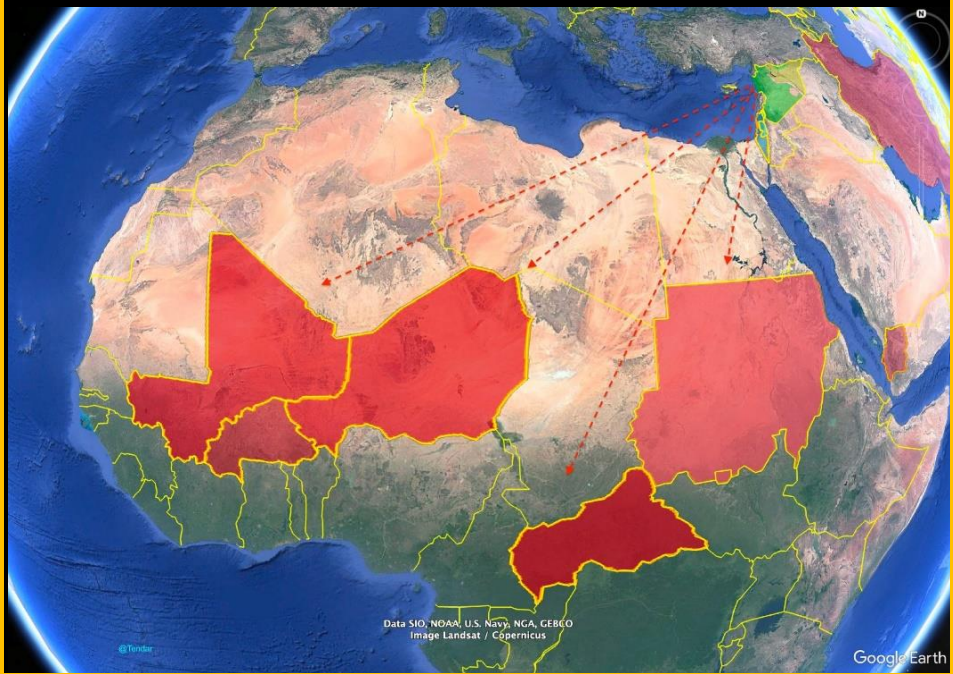 N
Data SIO, NOAA, U.S. Navy, NGA, GEBCO
Image Landsat / Copernicus
@Tendar
Google Earth